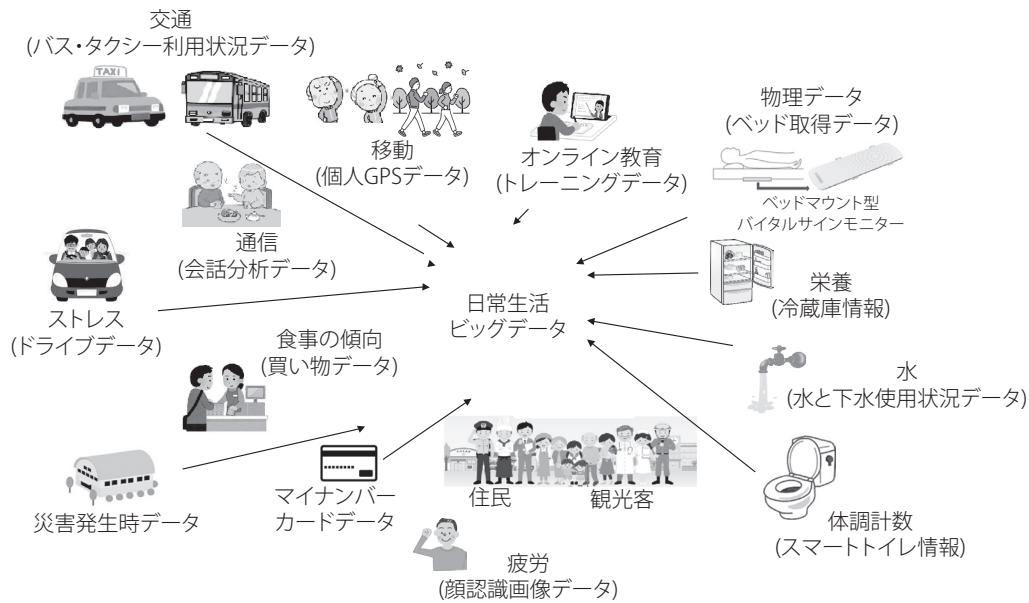 交通
(バス・タクシー利用状況データ)
TAXI
移動
(個人GPSデータ)
オンライン教育
(トレーニングデータ)
物理データ
(ベッド取得データ)
ベッドマウント型
バイタルサインモニター
通信
(会話分析データ)
ストレス
(ドライブデータ)
日常生活
ビッグデータ
栄養
(冷蔵庫情報)
食事の傾向
(買い物データ)
水
(水と下水使用状況データ)
災害発生時データ
マイナンバー
カードデータ
住民
観光客
体調計数
(スマートトイレ情報)
疲労
(顔認識画像データ)